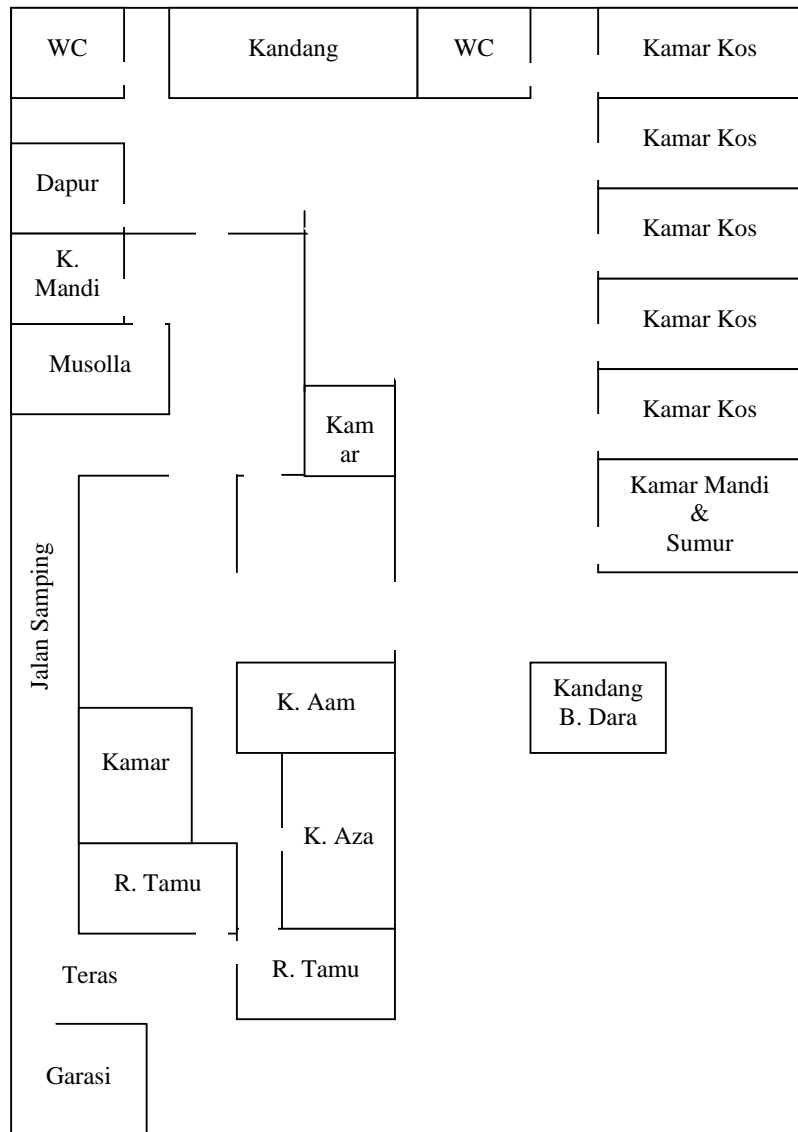 WC
Kandang
WC
Kamar Kos
Kamar Kos
Dapur
Kamar Kos
K.
Mandi
Kamar Kos
Musolla
Kamar Kos
Kam
ar
Kamar Mandi
&
Sumur
Jalan Samping
K. Aam
Kandang
B. Dara
Kamar
K. Aza
R. Tamu
R. Tamu
Teras
Garasi